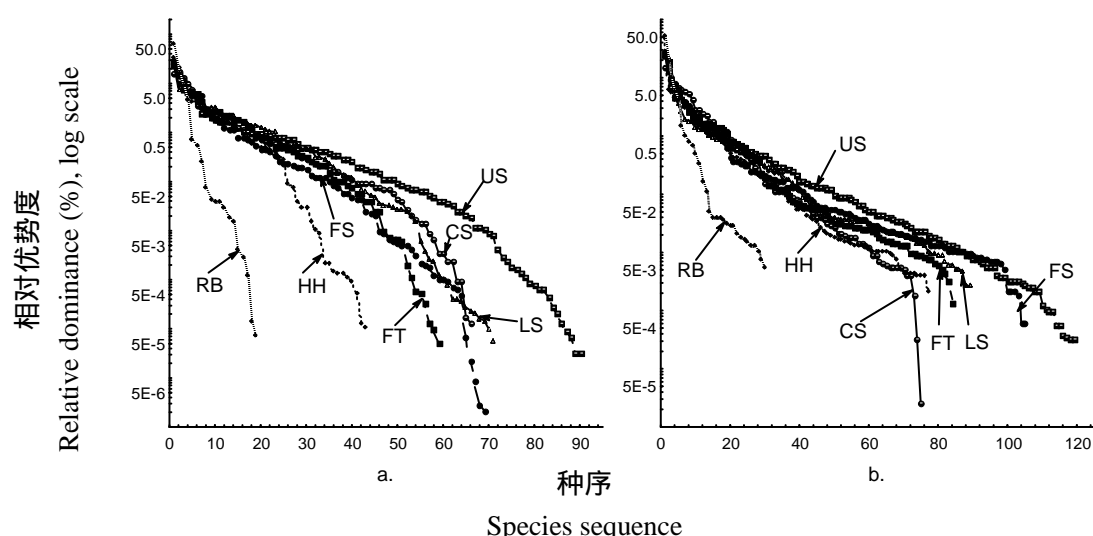 相对优势度
Relative dominance (%), log scale
50.0
5.0
0.5
5E-2
5E-3
5E-4
5E-5
5E-6
US
FS
CS
RB
HH
FT
LS
0 10 20 30 40 50 60 70 80 90
a.
50.0
5.0
0.5
5E-2
5E-3
5E-4
5E-5
US
RB
HH
FS
CS
FT
LS
0 20 40 60 80 100 120
b.
种序
Species sequence